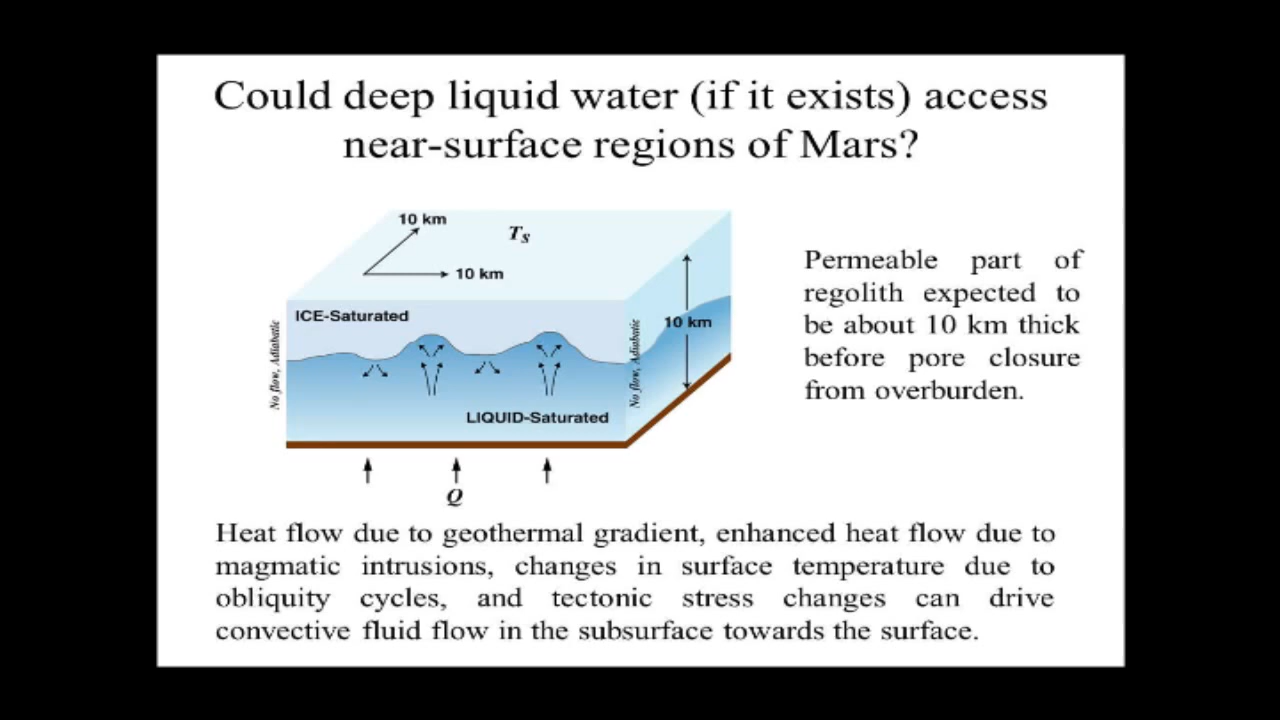 Could deep liquid water (if it exists) access
near-surface regions of Mars?
10 km
Ts
10 km
ICE-Saturated
10 km
No flow, Adiabatic
No flow, Adiabatic
LIQUID-Saturated
Q
Permeable part of
regolith expected to
be about 10 km thick
before pore closure
from overburden.
Heat flow due to geothermal gradient, enhanced heat flow due to
magmatic intrusions, changes in surface temperature due to
obliquity cycles, and tectonic stress changes can drive
convective fluid flow in the subsurface towards the surface.